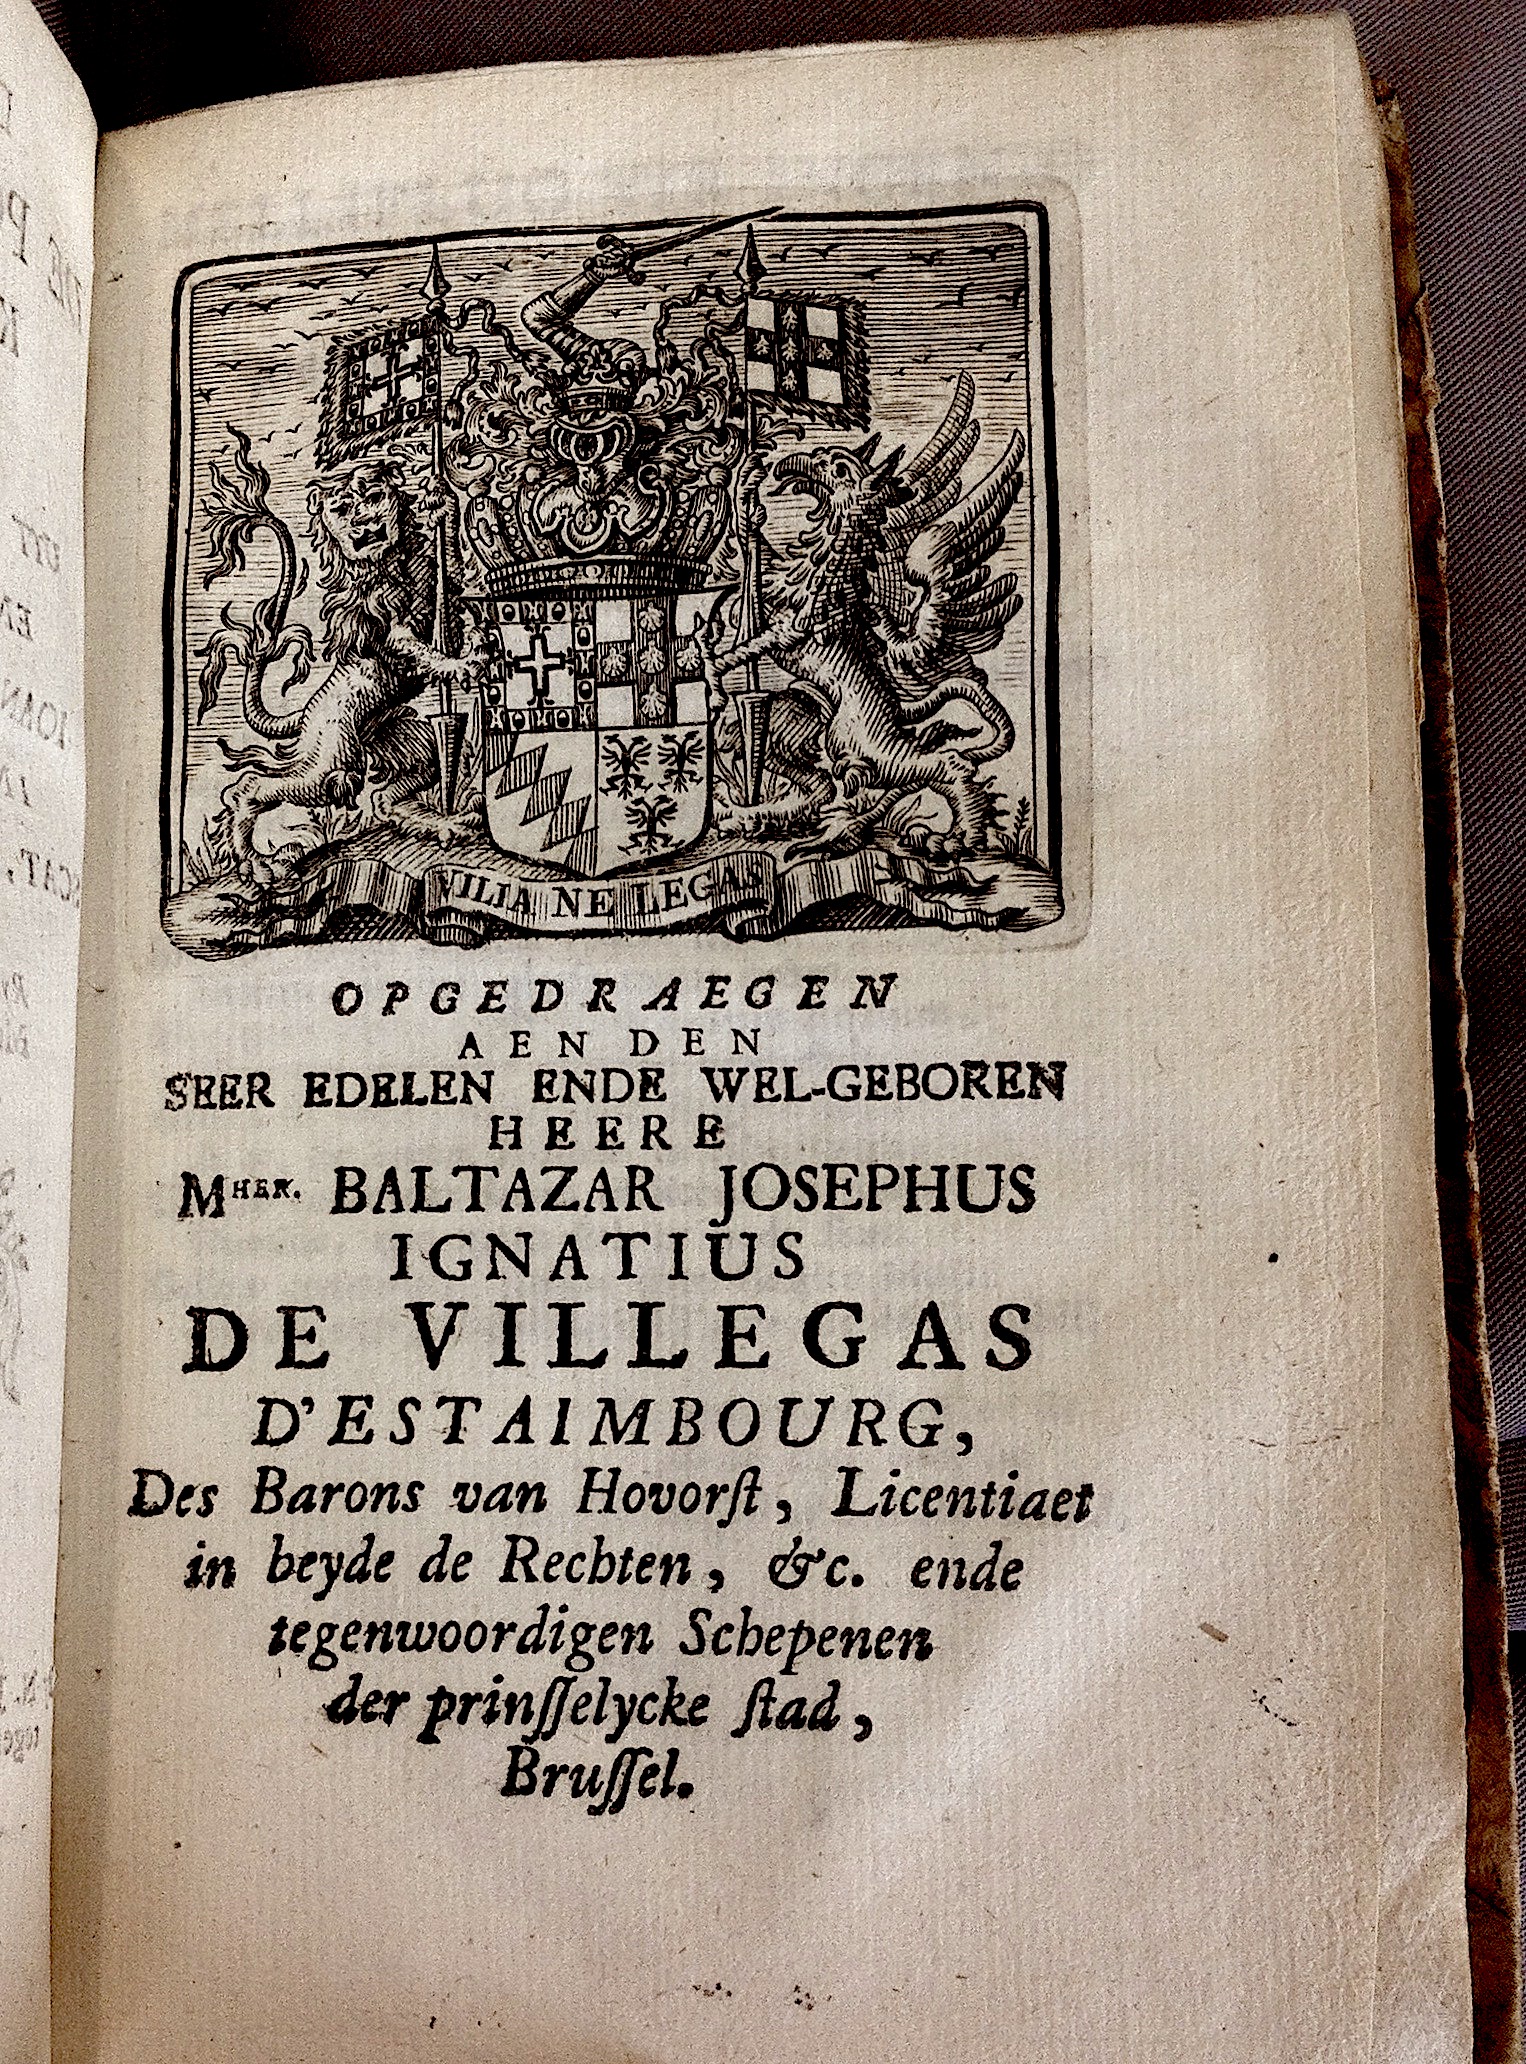 VILIA NE LEGAS
OPGEDRAEGEN
AEN DEN
SEER EDELEN ENDE WEL-GEBOREN
HEERE
MHER. BALTAZAR JOSEPHUS
IGNATIUS
DE VILLEGAS
D'ESTAIMBOURG,
Des Barons van Hovorſt, Licentiaet
in beyde de Rechten, &c. ende
tegenwoordigen Schepenen
der prinſſelycke ſtad,
Bruſſel.